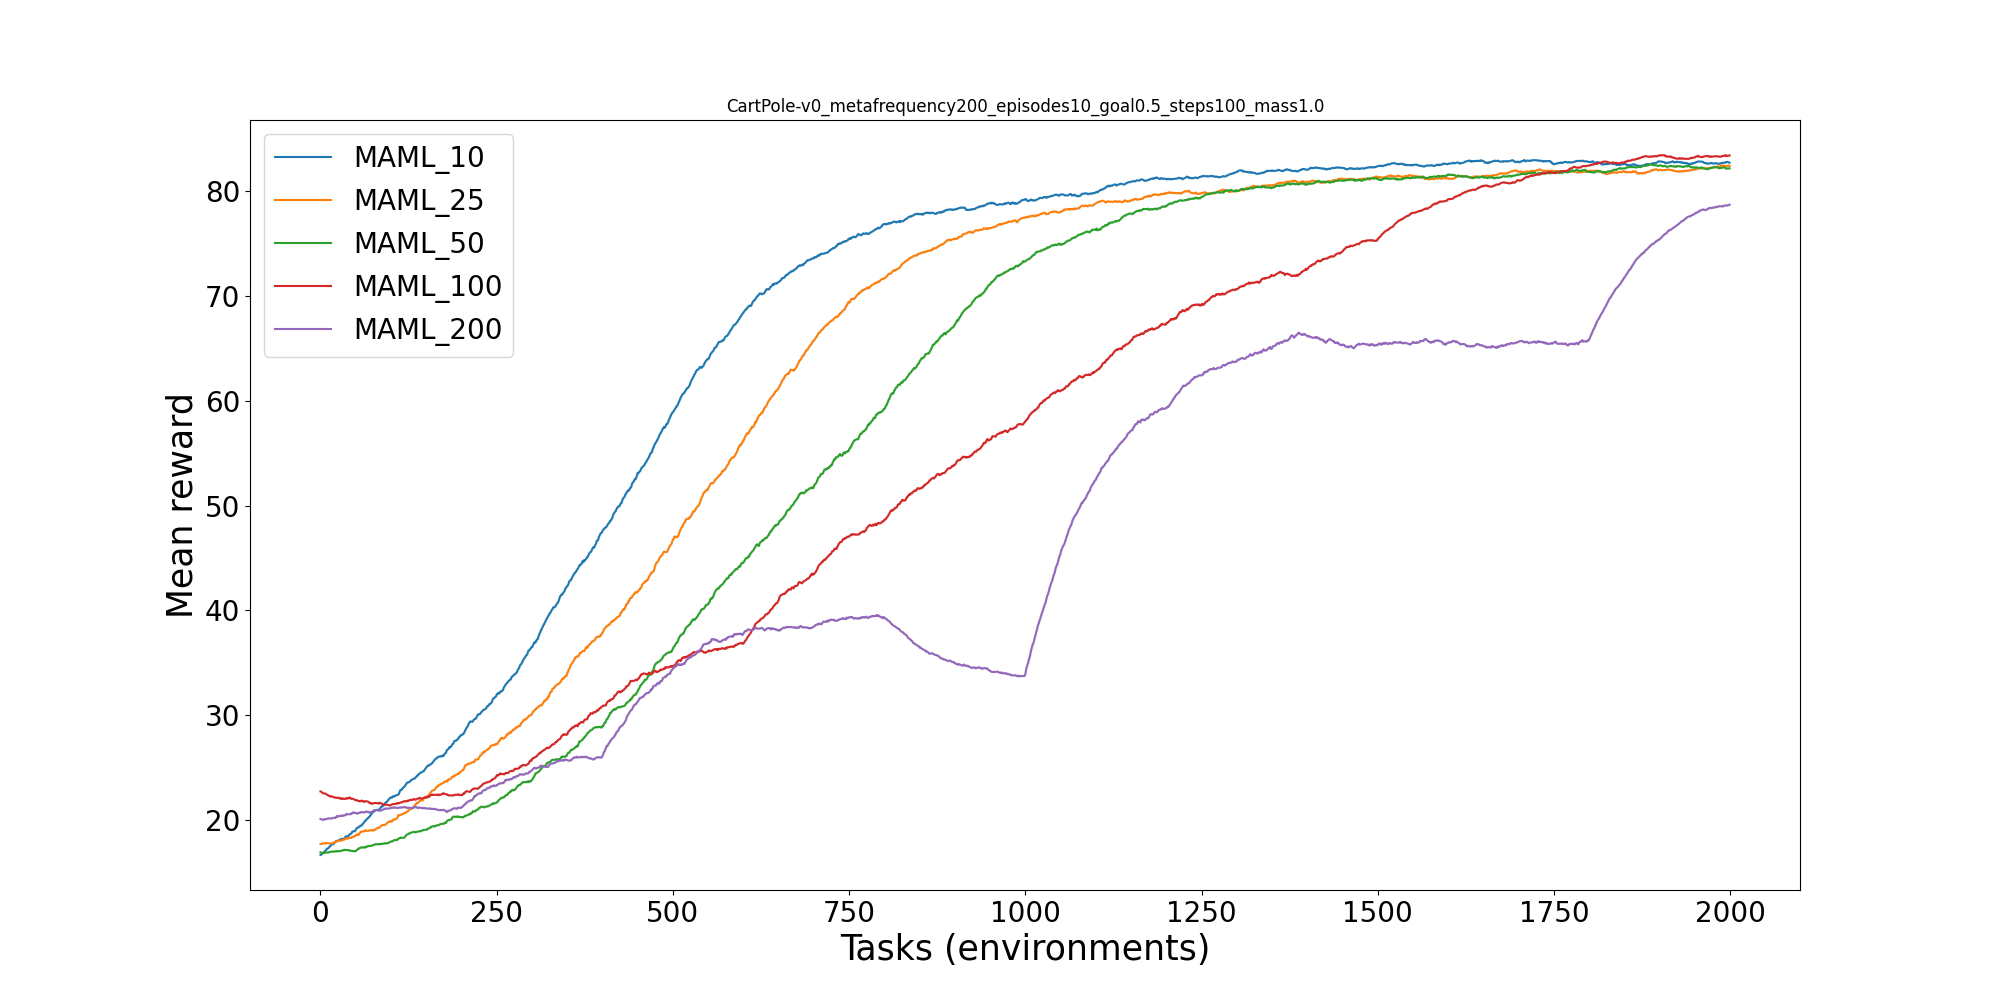 CartPole-v0_metafrequency200_episodes10_goal0.5_steps100_mass1.0
MAML_10
MAML_25
MAML_50
MAML_100
MAML_200
Mean reward
80
70
60
50
40
30
20
0 250 500 750 1000 1250 1500 1750 2000
Tasks (environments)